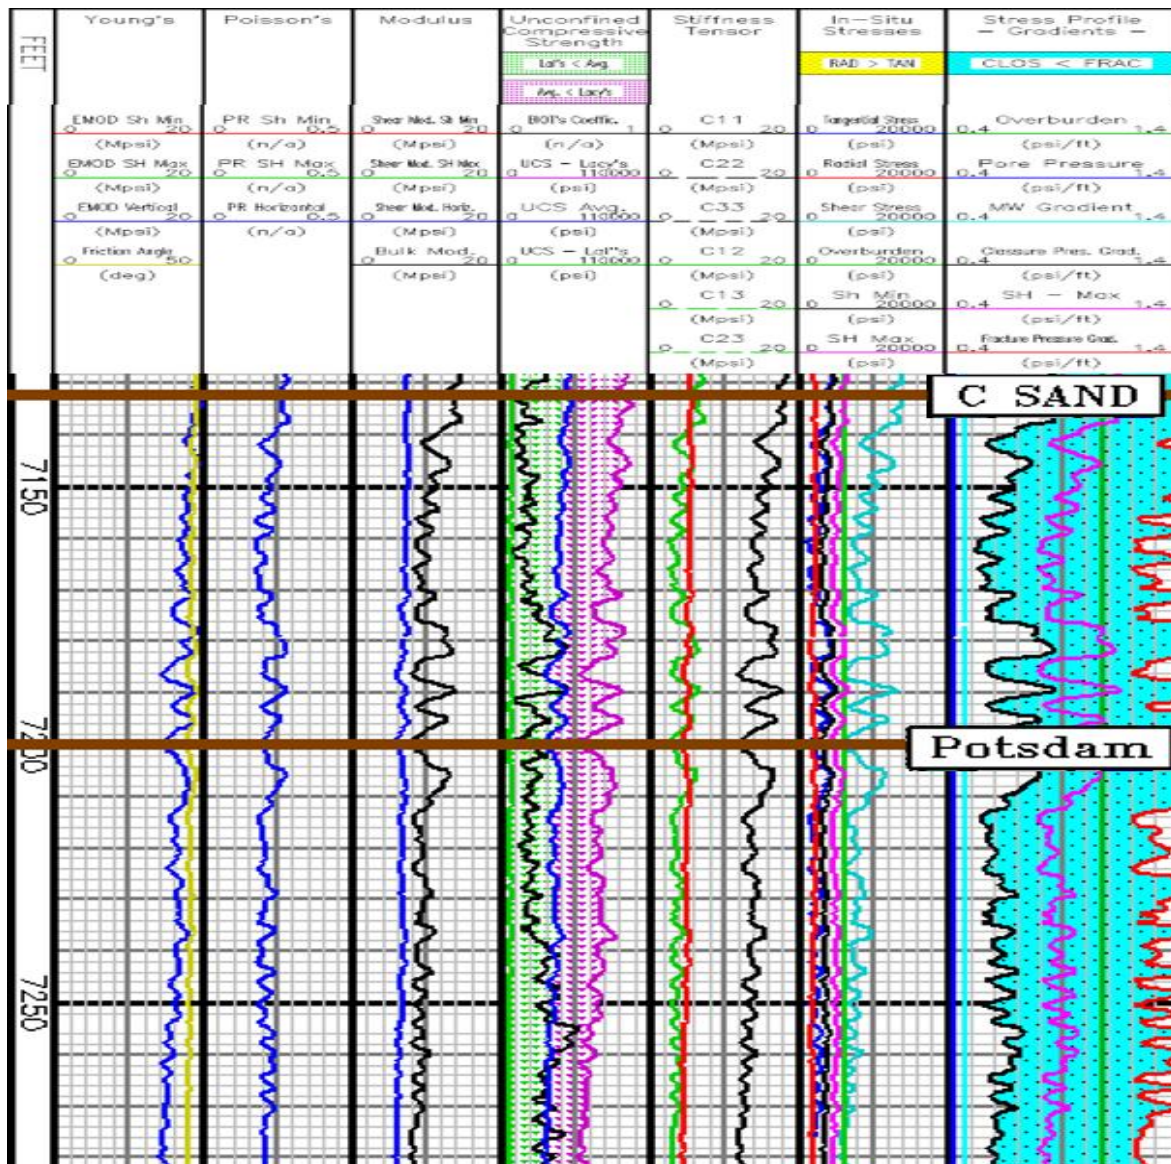 FEET
Young's
EMOD Sh Min
0 20
(Mpsi)
EMOD SH Max
0 20
(Mpsi)
EMOD Vertical
0 20
(Mpsi)
Friction Angle
0 50
(deg)
Poisson's
PR Sh Min
0 0.5
(n/a)
PR SH Max
0 0.5
(n/a)
PR Horizontal
0 0.5
(n/a)
Modulus
Shear Mod. Sh Min
0 20
(Mpsi)
Shear Mod. SH Max
0 20
(Mpsi)
Shear Mod. Horiz.
0 20
(Mpsi)
Bulk Mod.
0 20
(Mpsi)
Unconfined
Compressive
Strength
Lal's < Avg.
Avg. < Lacy's
BIOT's Coeffic.
0 1
(n/a)
UCS - Lacy's
0 110000
(psi)
UCS Avg.
0 110000
(psi)
UCS - Lal"s
0 110000
(psi)
Stiffness
Tensor
C11
0 20
(Mpsi)
C22
0 20
(Mpsi)
C33
0 20
(Mpsi)
C12
0 20
(Mpsi)
C13
0 20
(Mpsi)
C23
0 20
(Mpsi)
In-Situ
Stresses
RAD > TAN
Tangential Stress
0 20000
(psi)
Radial Stress
0 20000
(psi)
Shear Stress
0 20000
(psi)
Overburden
0 20000
(psi)
Sh Min
0 20000
(psi)
SH Max
0 20000
(psi)
Stress Profile
- Gradients -
CLOS < FRAC
Overburden
0.4 1.4
(psi/ft)
Pore Pressure
0.4 1.4
(psi/ft)
MW Gradient
0.4 1.4
(psi/ft)
Closure Pres. Grad.
0.4 1.4
(psi/ft)
SH - Max
0.4 1.4
(psi/ft)
Fracture Pressure Grad.
0.4 1.4
(psi/ft)
C SAND
7150
7200
Potsdam
7250